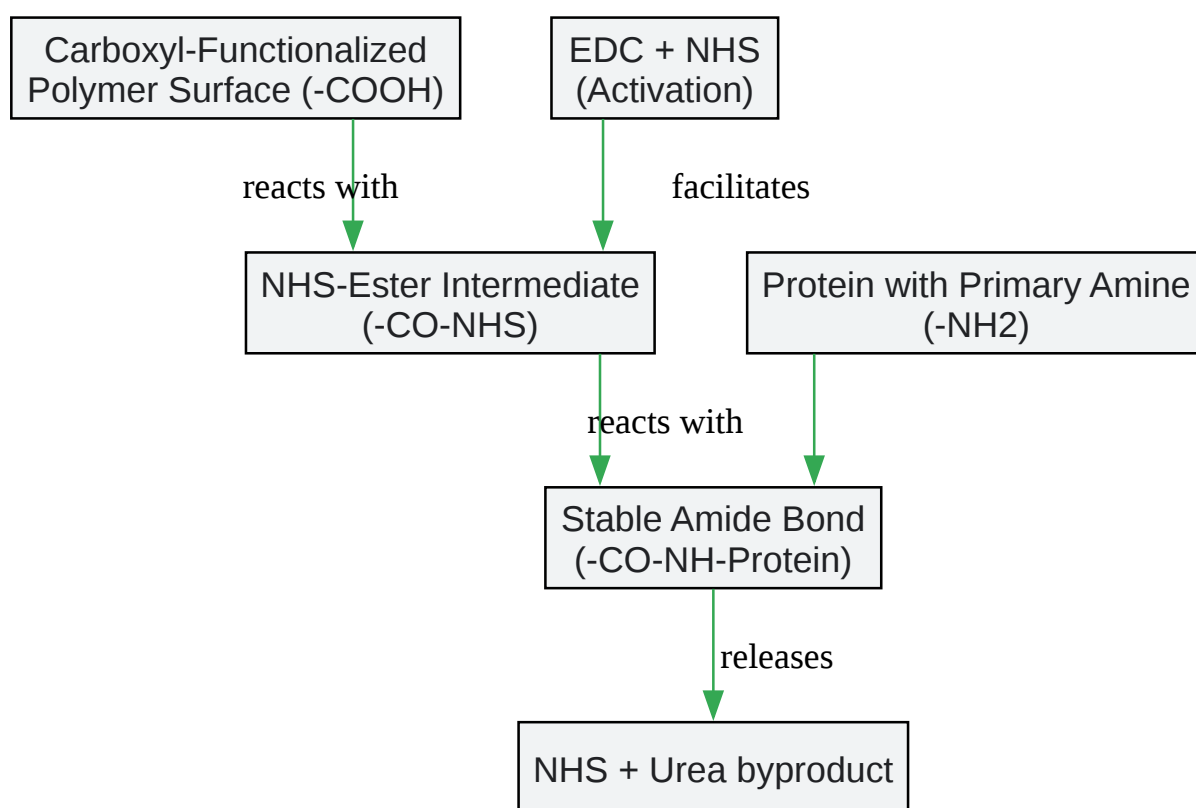 Carboxyl-Functionalized
Polymer Surface (-COOH)
EDC + NHS
(Activation)
reacts with
facilitates
NHS-Ester Intermediate
(-CO-NHS)
Protein with Primary Amine
(-NH2)
reacts with
Stable Amide Bond
(-CO-NH-Protein)
releases
NHS + Urea byproduct